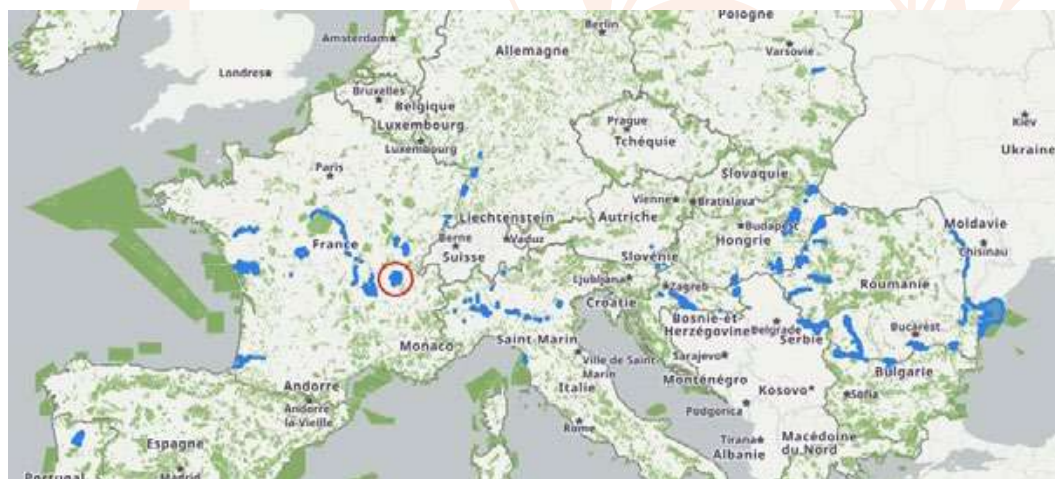 Pologne
Berlin
Amsterdam
Allemagne
Varsovie
Londres
Bruxelles
Belgique
Prague
Kiev
Luxembourg
Tchéquie
Ukraine
Luxembourg
Paris
Slovaquie
Vienne
Bratislava
Liechtenstein
Autriche
Moldavie
Budapest
France
Berne
Vaduz
Hongrie
Chisinau
Suisse
Slovénie
Ljubljana
Zagreb
Roumanie
Croatie
Bosnie-et-
Herzégovine
Belgrade
Bucarest
Monaco
Saint-Marin
Serbie
Ville de Saint-
Marin
Sarajevo
Bulgarie
Andorre
Italie
Monténégro
Kosovo
Sofia
Andorre
la-Vieille
Podgorica
Rome
Espagne
Tirana
Macédoine
du Nord
Albanie
Portugal
Madrid